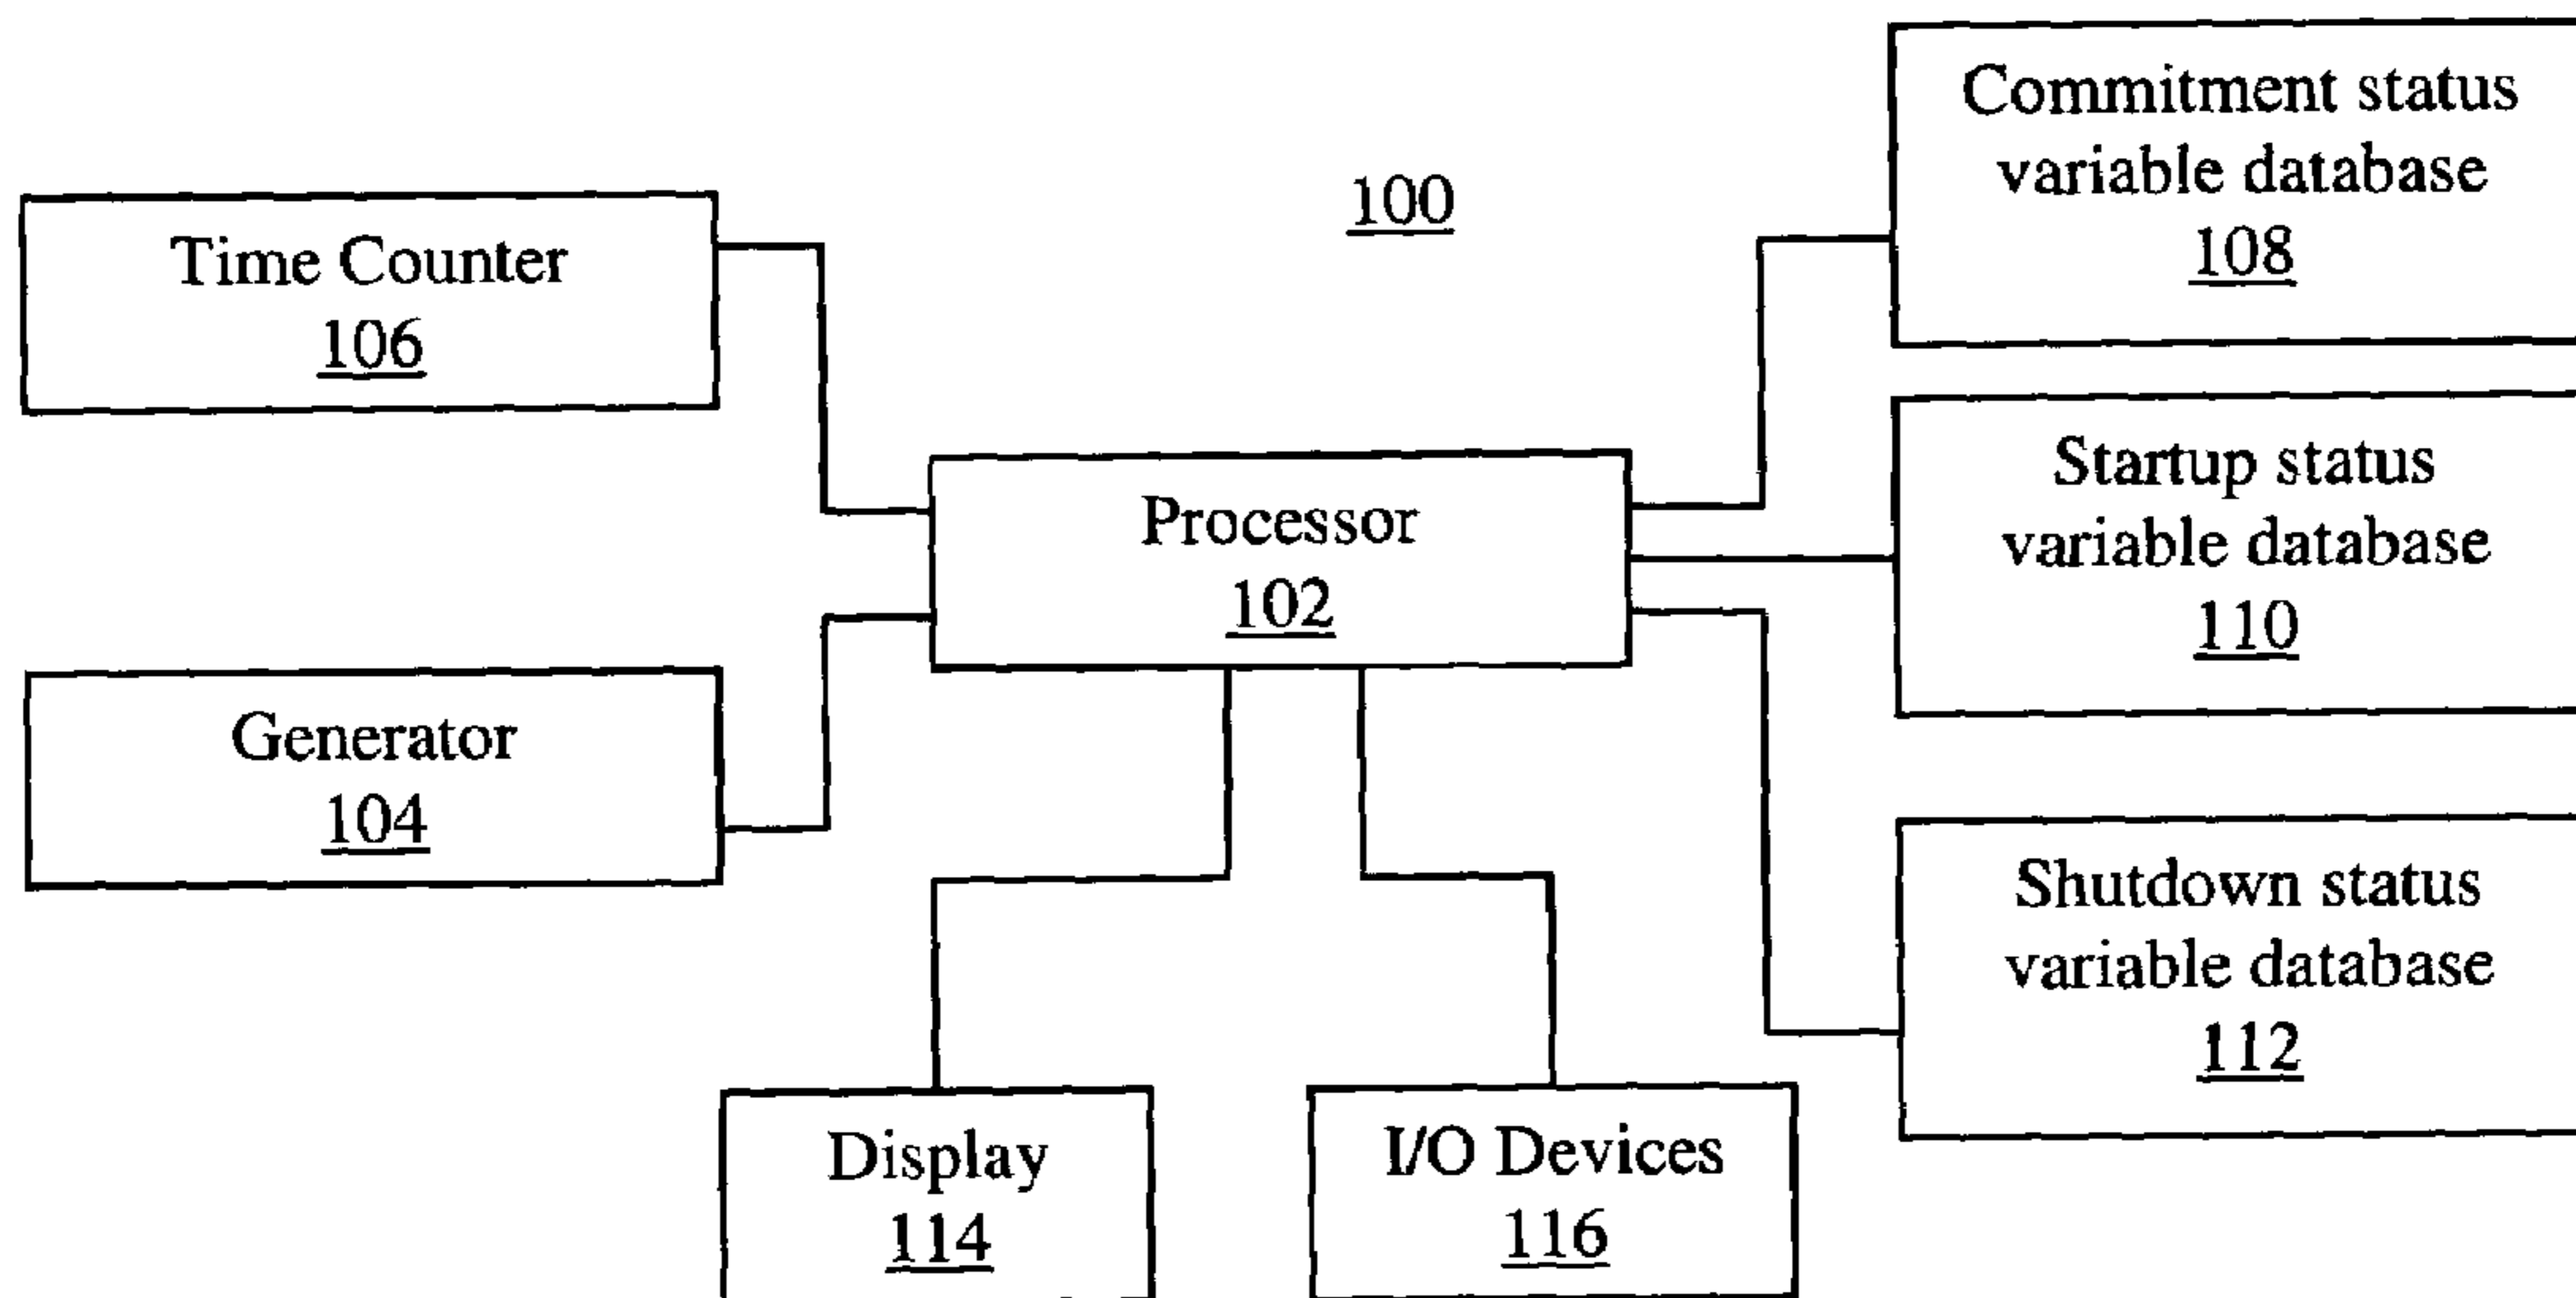 Commitment status
variable database
108
100
Time Counter
106
Startup status
variable database
110
Processor
102
Generator
104
Shutdown status
variable database
112
Display
114
I/O Devices
116